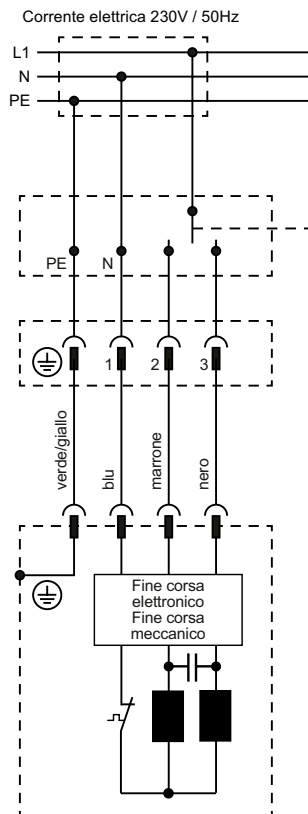 Corrente elettrica 230V / 50Hz
L1
N
PE
PE
N
1
2
3
verde/giallo
blu
marrone
nero
Fine corsa
elettronico
Fine corsa
meccanico